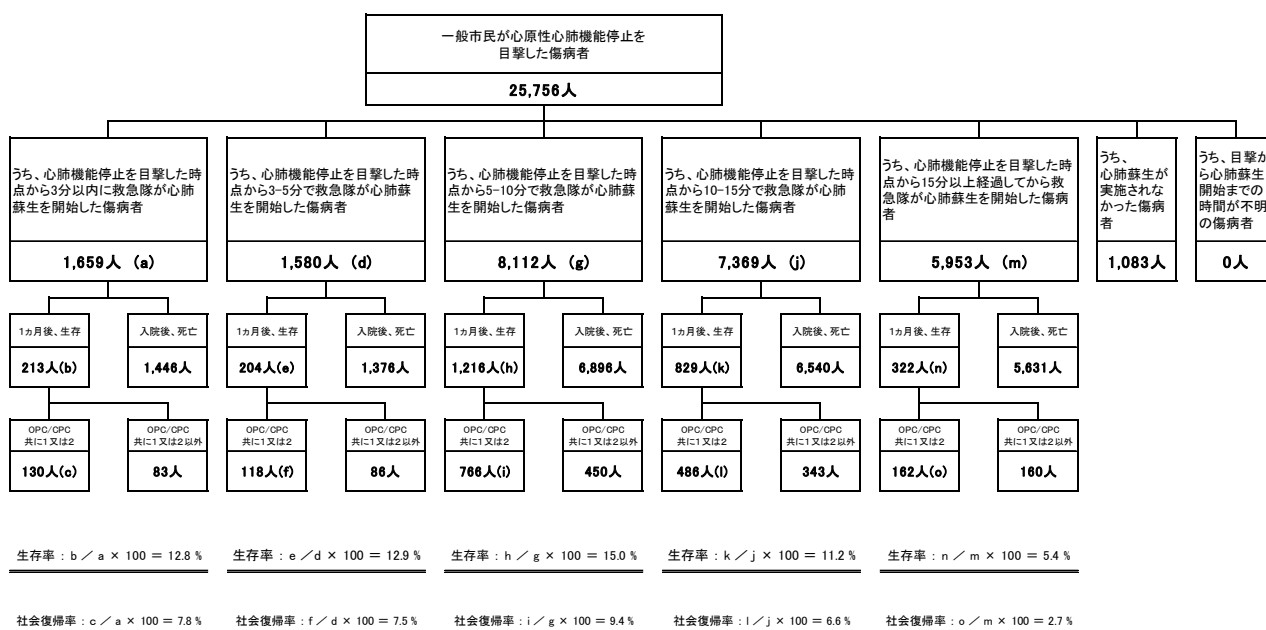 一般市民が心原性心肺機能停止を
目撃した傷病者
25,756人
うち、心肺機能停止を目撃した時
点から3分以内に救急隊が心肺
蘇生を開始した傷病者
1,659人 (a)
うち、心肺機能停止を目撃した時
点から3-5分で救急隊が心肺蘇
生を開始した傷病者
1,580人 (d)
うち、心肺機能停止を目撃した時
点から5-10分で救急隊が心肺蘇
生を開始した傷病者
8,112人 (g)
うち、心肺機能停止を目撃した時
点から10-15分で救急隊が心肺
蘇生を開始した傷病者
7,369人 (j)
うち、心肺機能停止を目撃した時
点から15分以上経過してから救
急隊が心肺蘇生を開始した傷病
者
5,953人 (m)
うち、
心肺蘇生が
実施されな
かった傷病
者
1,083人
うち、目撃か
ら心肺蘇生
開始までの
時間が不明
の傷病者
0人
1ヵ月後、生存
213人(b)
入院後、死亡
1,446人
1ヵ月後、生存
204人(e)
入院後、死亡
1,376人
1ヵ月後、生存
1,216人(h)
入院後、死亡
6,896人
1ヵ月後、生存
829人(k)
入院後、死亡
6,540人
1ヵ月後、生存
322人(n)
入院後、死亡
5,631人
OPC/CPC
共に1又は2
130人(c)
OPC/CPC
共に1又は2以外
83人
OPC/CPC
共に1又は2
118人(f)
OPC/CPC
共に1又は2以外
86人
OPC/CPC
共に1又は2
766人(i)
OPC/CPC
共に1又は2以外
450人
OPC/CPC
共に1又は2
486人(l)
OPC/CPC
共に1又は2以外
343人
OPC/CPC
共に1又は2
162人(o)
OPC/CPC
共に1又は2以外
160人
生存率：b／a × 100 ＝ 12.8 %
生存率：e／d × 100 ＝ 12.9 %
生存率：h／g × 100 ＝ 15.0 %
生存率：k／j × 100 ＝ 11.2 %
生存率：n／m × 100 ＝ 5.4 %
社会復帰率：c／a × 100 ＝ 7.8 %
社会復帰率：f／d × 100 ＝ 7.5 %
社会復帰率：i／g × 100 ＝ 9.4 %
社会復帰率：l／j × 100 ＝ 6.6 %
社会復帰率：o／m × 100 ＝ 2.7 %